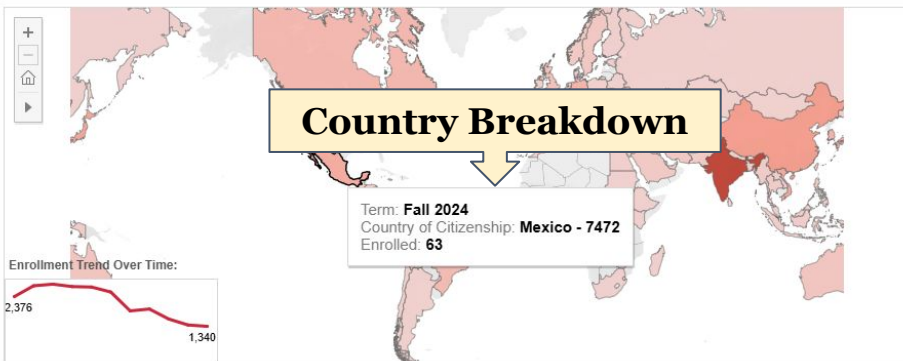 Country Breakdown
Term: Fall 2024
Country of Citizenship: Mexico - 7472
Enrolled: 63
Enrollment Trend Over Time:
2,376
1,340